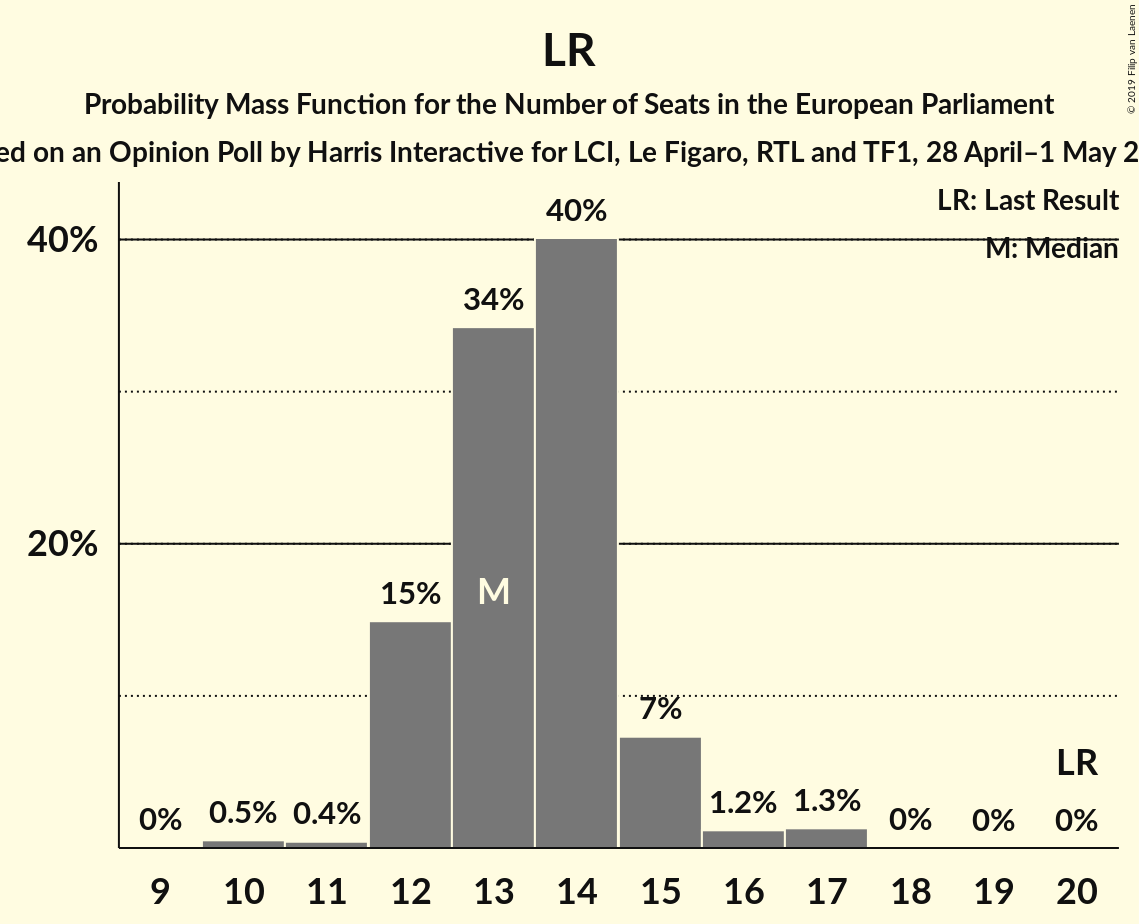 LR
Probability Mass Function for the Number of Seats in the European Parliament
ed on an Opinion Poll by Harris Interactive for LCI, Le Figaro, RTL and TF1, 28 April–1 May 2
© 2019 Filip van Laenen
LR: Last Result
M: Median
40%
20%
0%
0.5%
0.4%
15%
34%
40%
7%
1.2%
1.3%
0%
0%
0%
M
LR
9 10 11 12 13 14 15 16 17 18 19 20